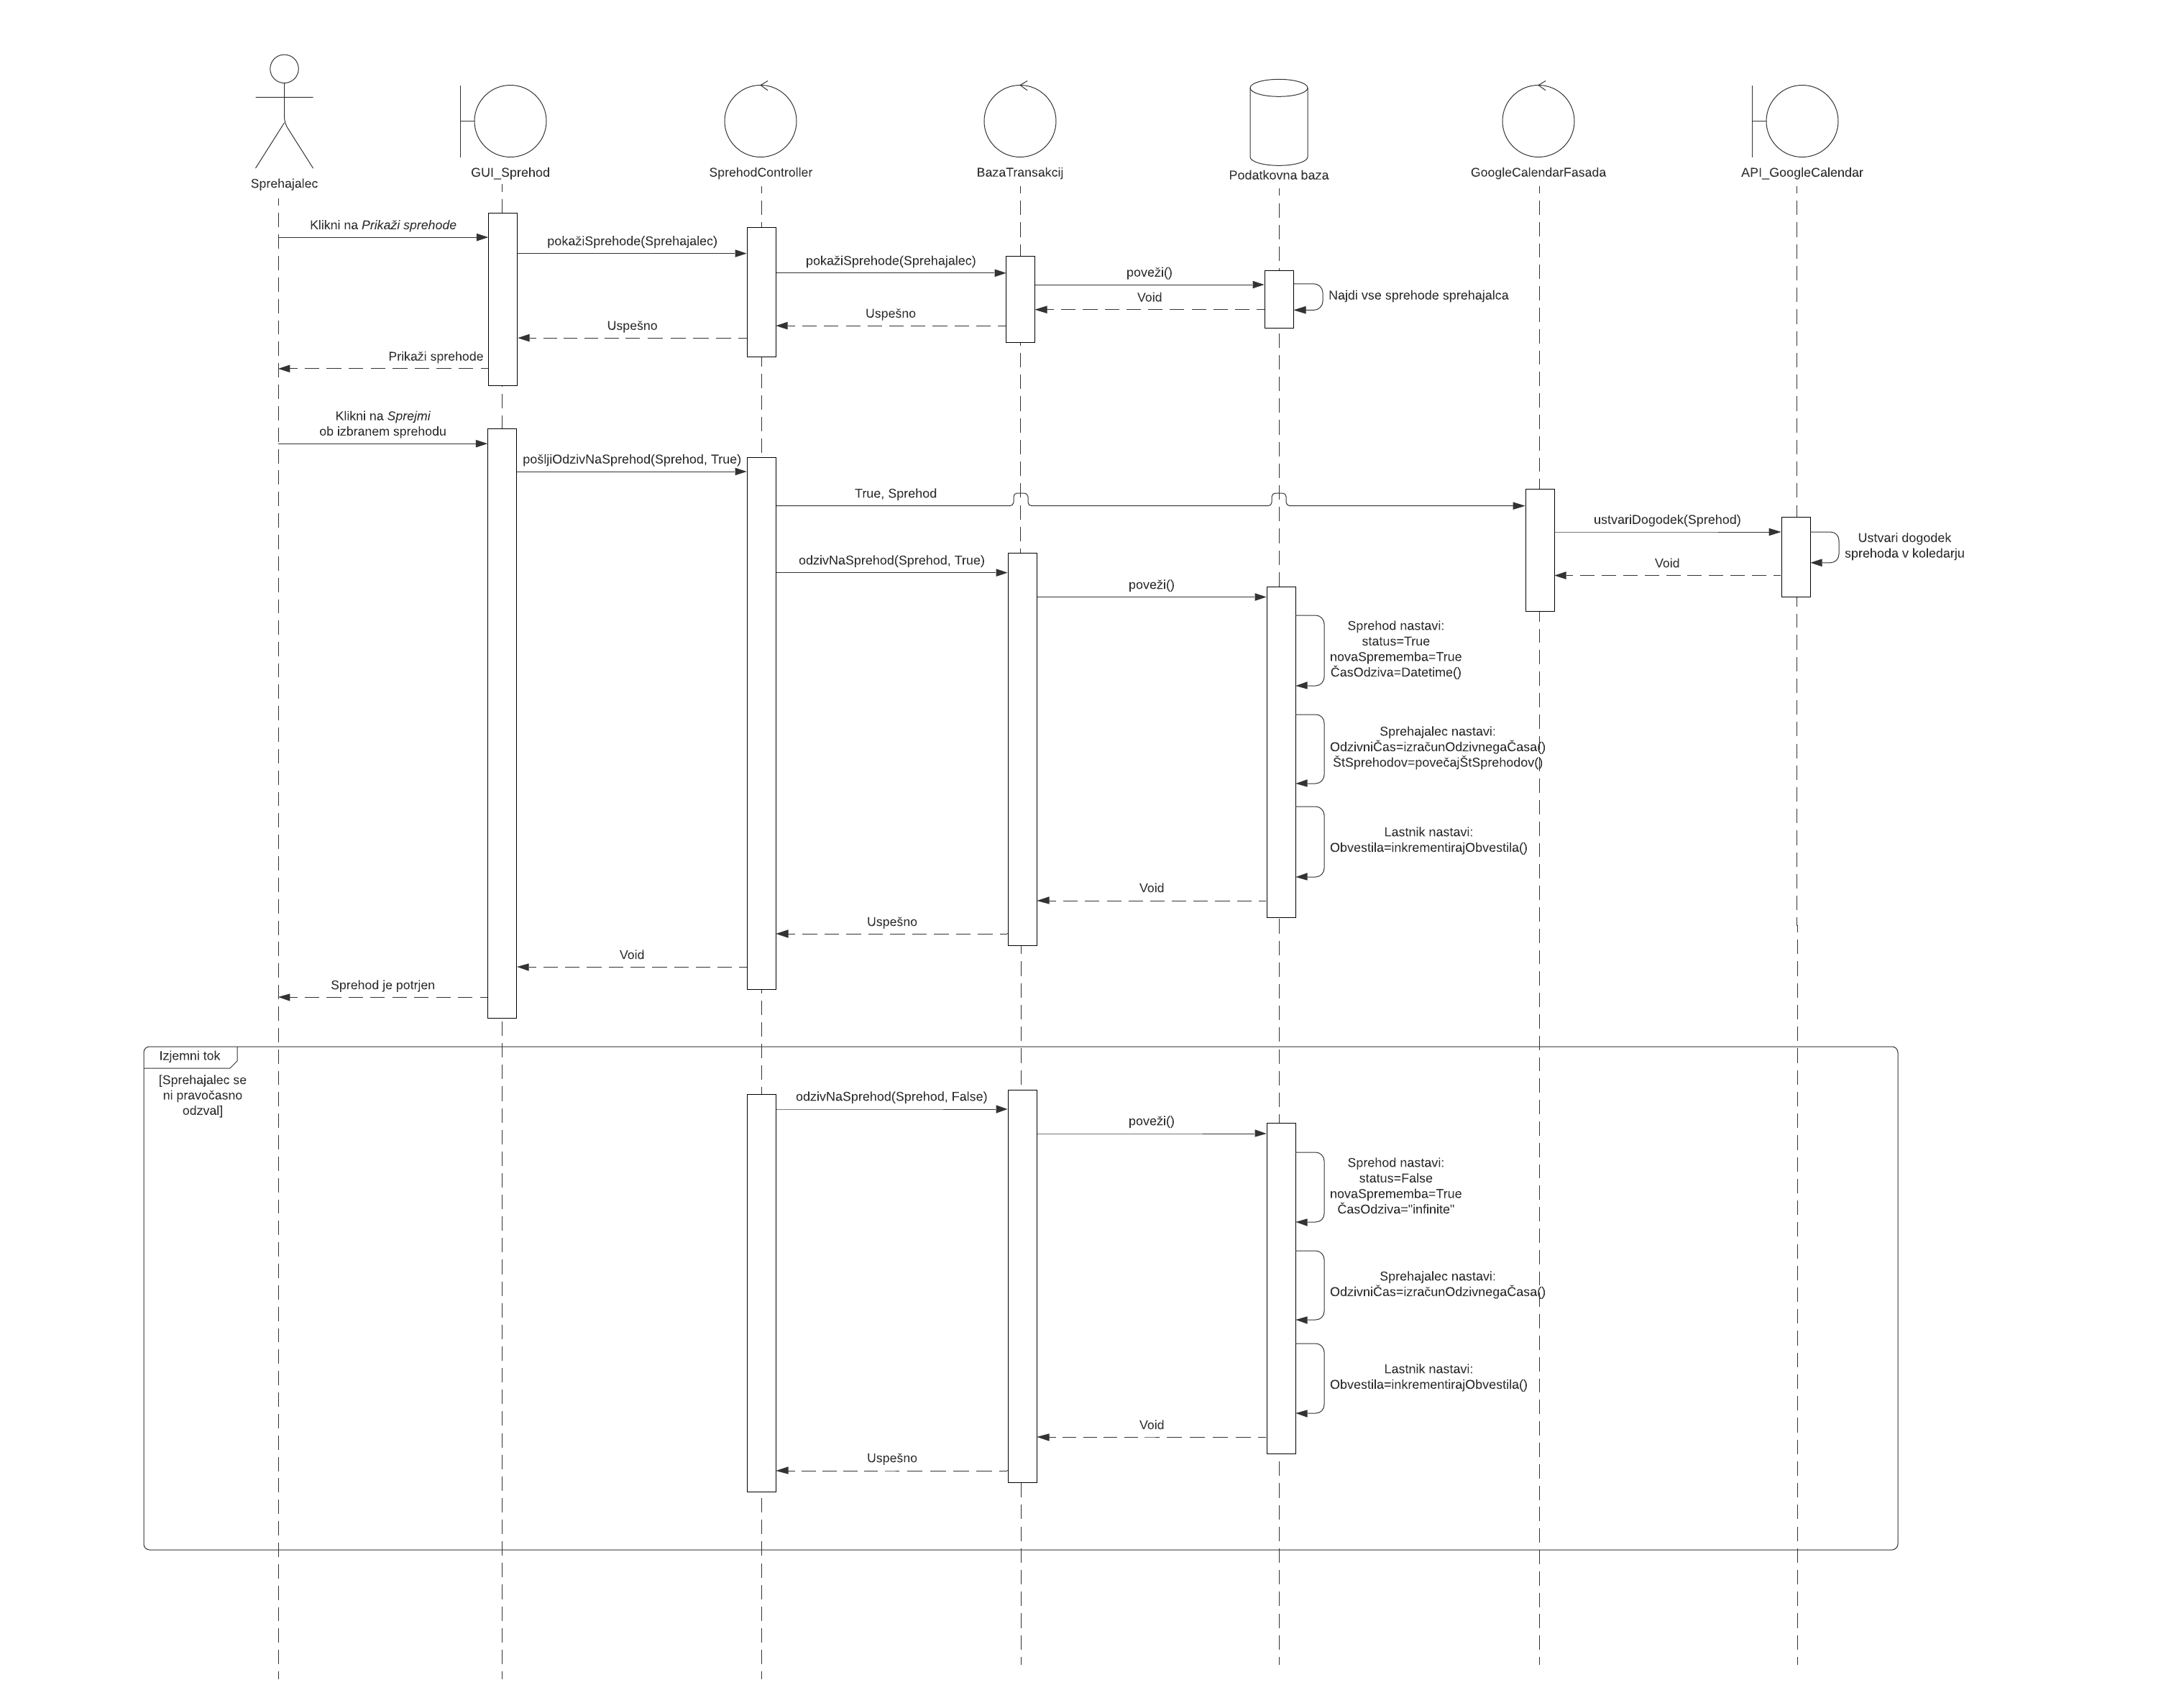 Sprehajalec
GUI_Sprehod
SprehodController
BazaTransakcij
Podatkovna baza
GoogleCalendarFasada
API_GoogleCalendar
Klikni na Prikaži sprehode
pokažiSprehode(Sprehajalec)
pokažiSprehode(Sprehajalec)
poveži()
Najdi vse sprehode sprehajalca
Void
Uspešno
Uspešno
Prikaži sprehode
Klikni na Sprejmi
ob izbranem sprehodu
pošljiOdzivNaSprehod(Sprehod, True)
True, Sprehod
ustvariDogodek(Sprehod)
Ustvari dogodek
sprehoda v koledarju
Void
odzivNaSprehod(Sprehod, True)
poveži()
Sprehod nastavi:
status=True
novaSprememba=True
ČasOdziva=Datetime()
Sprehajalec nastavi:
OdzivniČas=izračunOdzivnegaČasa()
ŠtSprehodov=povečajŠtSprehodov()
Lastnik nastavi:
Obvestila=inkrementirajObvestila()
Void
Uspešno
Void
Sprehod je potrjen
Izjemni tok
[Sprehajalec se
ni pravočasno
odzval]
odzivNaSprehod(Sprehod, False)
poveži()
Sprehod nastavi:
status=False
novaSprememba=True
ČasOdziva="infinite"
Sprehajalec nastavi:
OdzivniČas=izračunOdzivnegaČasa()
Lastnik nastavi:
Obvestila=inkrementirajObvestila()
Void
Uspešno